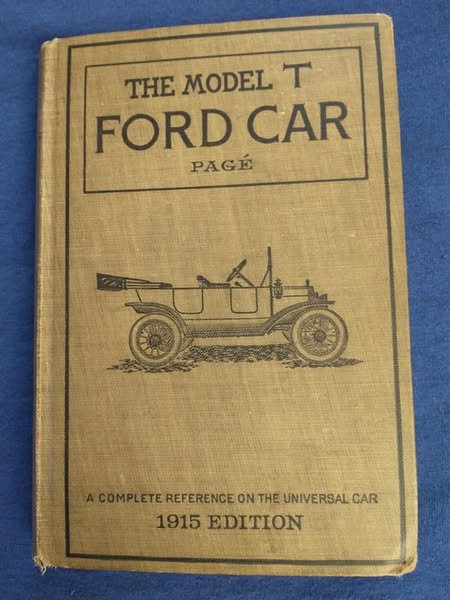 THE MODEL T
FORD CAR
PAGÉ
A COMPLETE REFERENCE ON THE UNIVERSAL CAR
1915 EDITION